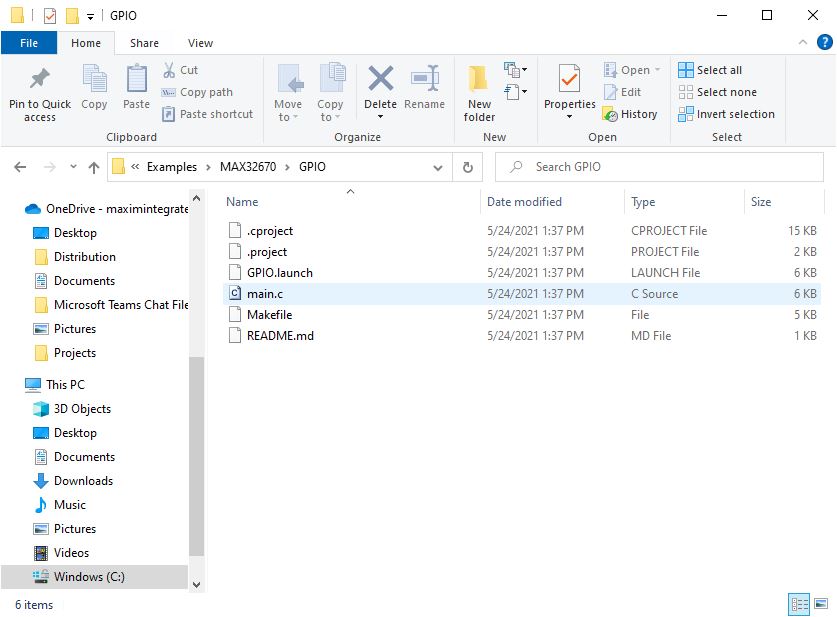 GPIO
File Home Share View
Pin to Quick access
Copy
Paste
Cut
Copy path
Paste shortcut
Clipboard
Move to
Copy to
Delete
Rename
Organize
New folder
New
Properties
Open
Edit
History
Open
Select all
Select none
Invert selection
Select
« Examples > MAX32670 > GPIO
Search GPIO
OneDrive - maximintegrate
Desktop
Distribution
Documents
Microsoft Teams Chat File
Pictures
Projects
This PC
3D Objects
Desktop
Documents
Downloads
Music
Pictures
Videos
Windows (C:)
Name Date modified Type Size
.cproject 5/24/2021 1:37 PM CPROJECT File 15 KB
.project 5/24/2021 1:37 PM PROJECT File 2 KB
GPIO.launch 5/24/2021 1:37 PM LAUNCH File 6 KB
main.c 5/24/2021 1:37 PM C Source 6 KB
Makefile 5/24/2021 1:37 PM File 5 KB
README.md 5/24/2021 1:37 PM MD File 1 KB
6 items